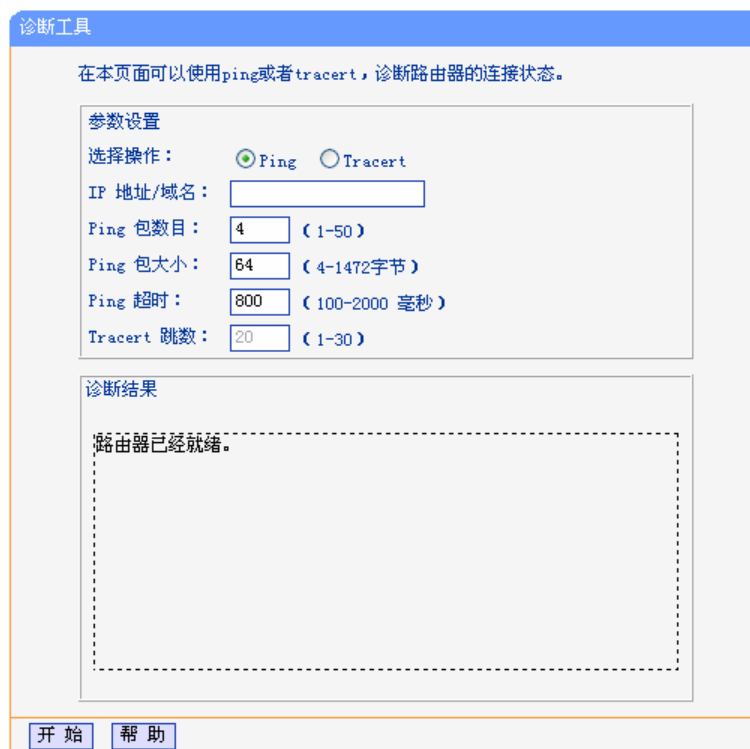 诊断工具
在本页面可以使用ping或者tracert，诊断路由器的连接状态。
参数设置
选择操作： Ping Tracert
IP 地址/域名：
Ping 包数目： 4 (1-50)
Ping 包大小： 64 (4-1472字节)
Ping 超时： 800 (100-2000 毫秒)
Tracert 跳数： 20 (1-30)
诊断结果
路由器已经就绪。
开 始 帮 助